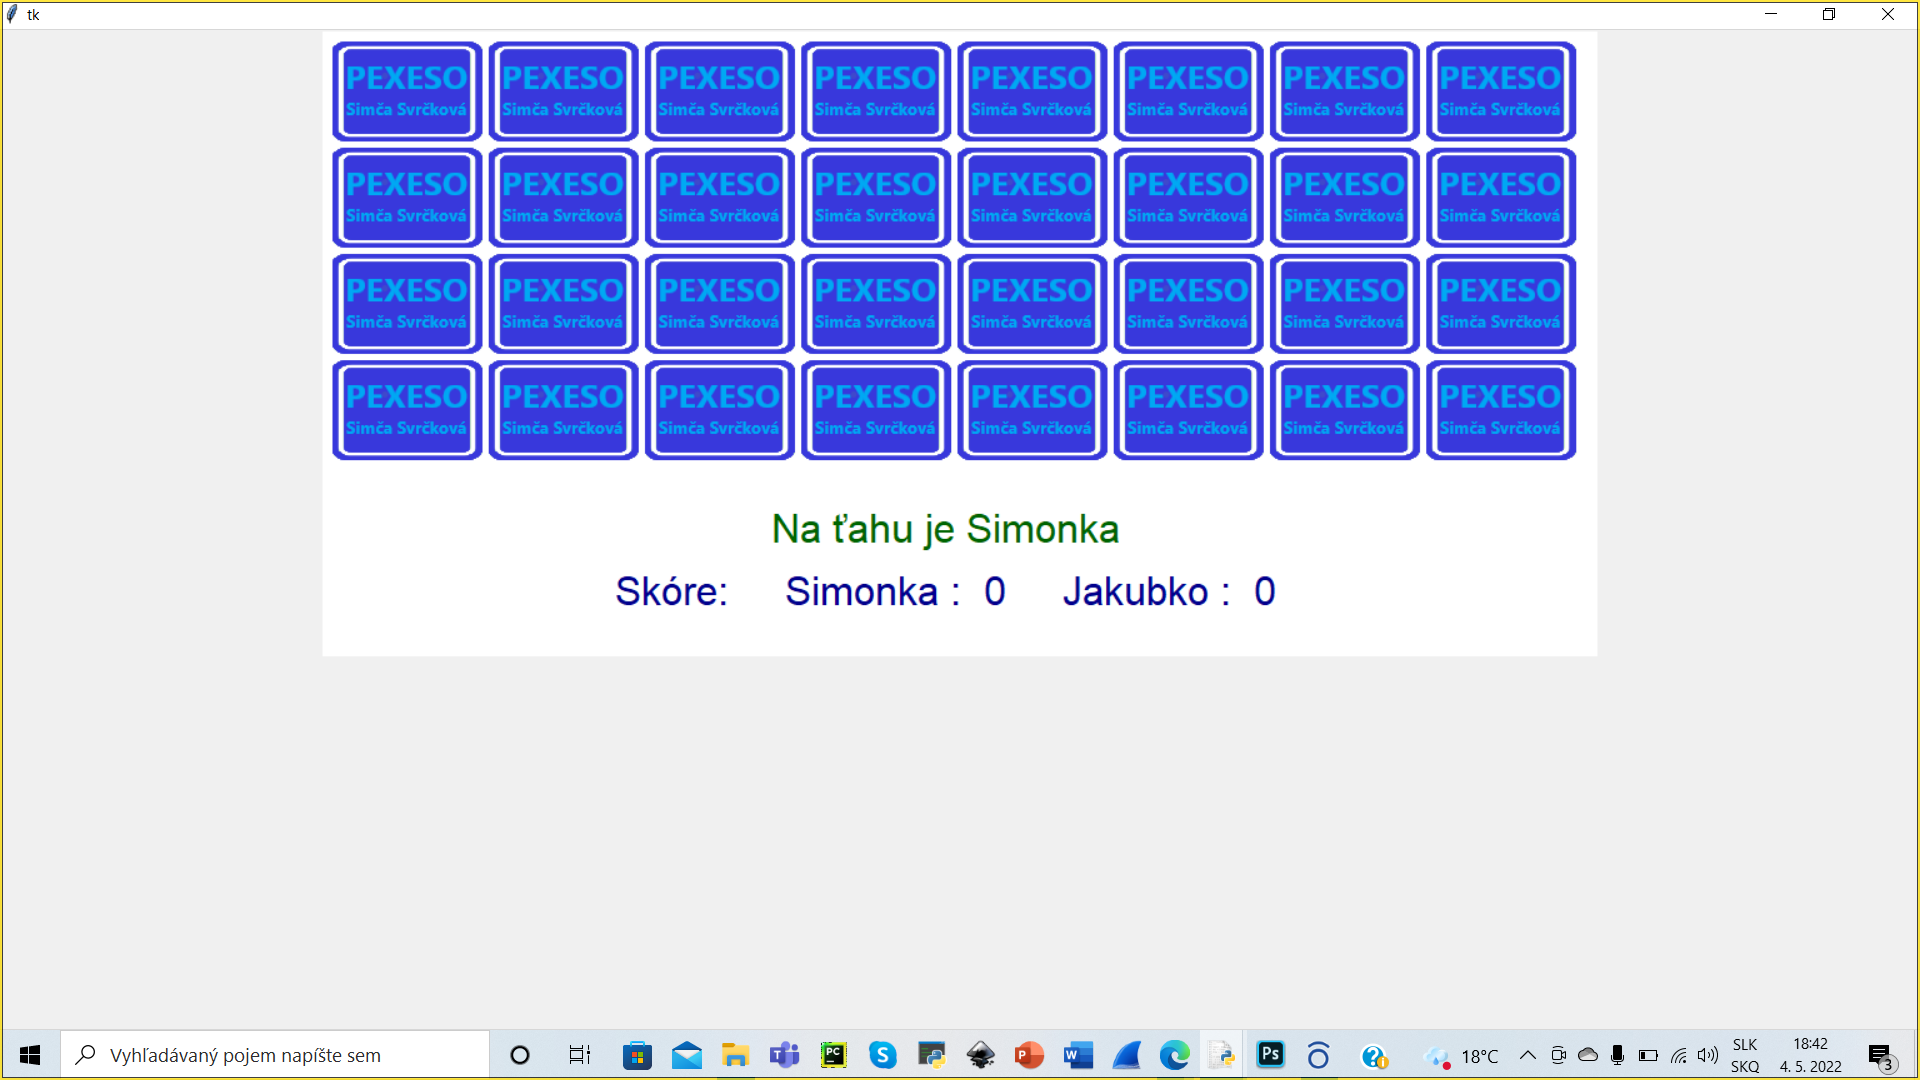 tk
PEXESO PEXESO PEXESO PEXESO PEXESO PEXESO PEXESO PEXESO
Simča Svrčková Simča Svrčková Simča Svrčková Simča Svrčková Simča Svrčková Simča Svrčková Simča Svrčková Simča Svrčková
PEXESO PEXESO PEXESO PEXESO PEXESO PEXESO PEXESO PEXESO
Simča Svrčková Simča Svrčková Simča Svrčková Simča Svrčková Simča Svrčková Simča Svrčková Simča Svrčková Simča Svrčková
PEXESO PEXESO PEXESO PEXESO PEXESO PEXESO PEXESO PEXESO
Simča Svrčková Simča Svrčková Simča Svrčková Simča Svrčková Simča Svrčková Simča Svrčková Simča Svrčková Simča Svrčková
PEXESO PEXESO PEXESO PEXESO PEXESO PEXESO PEXESO PEXESO
Simča Svrčková Simča Svrčková Simča Svrčková Simča Svrčková Simča Svrčková Simča Svrčková Simča Svrčková Simča Svrčková
Na ťahu je Simonka
Skóre: Simonka : 0 Jakubko : 0
Vyhľadávaný pojem napíšte sem
PC
S
P
W
Ps
18°C
SLK
SKQ
18:42
4. 5. 2022
3